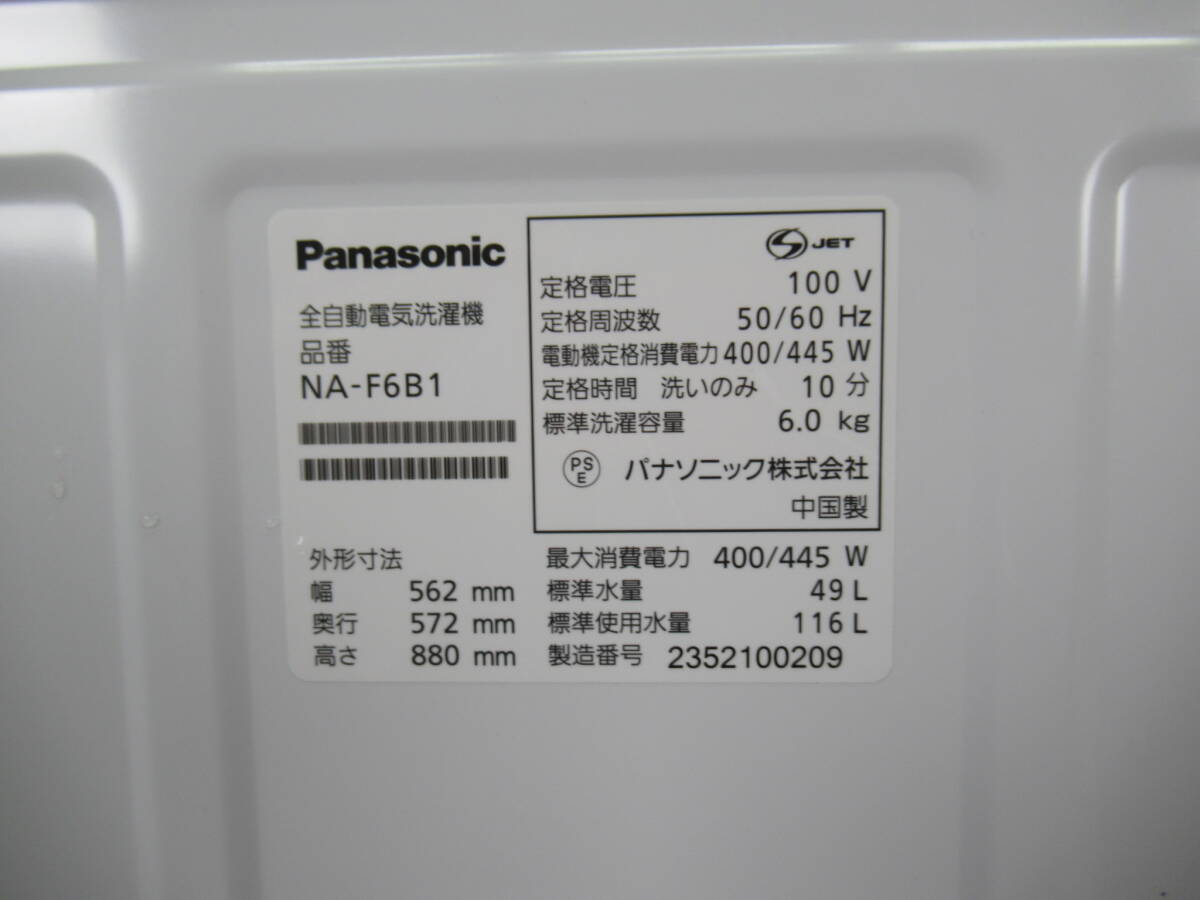 Panasonic
全自動電気洗濯機
品番
NA-F6B1
S JET
定格電圧 100 V
定格周波数 50/60 Hz
電動機定格消費電力 400/445 W
定格時間 洗いのみ 10 分
標準洗濯容量 6.0 kg
PS E パナソニック株式会社
中国製
外形寸法
幅 562 mm
奥行 572 mm
高さ 880 mm
最大消費電力 400/445 W
標準水量 49 L
標準使用水量 116 L
製造番号 2352100209